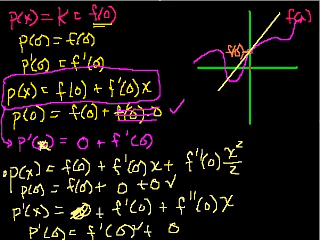 p(x) = K = f(0)
p(0) = f(0)
p'(0) = f'(0)
p(x) = f(0) + f'(0)x
p(0) = f(0) + f'(0)·0 ✓
p'(x) = 0 + f'(0)
p(x) = f(0) + f'(0)x + f''(0) x²/2
p(0) = f(0) + 0 + 0 ✓
p'(x) = f'(0) + f''(0)x
p'(0) = f'(0) + 0
f(x)
f(0)